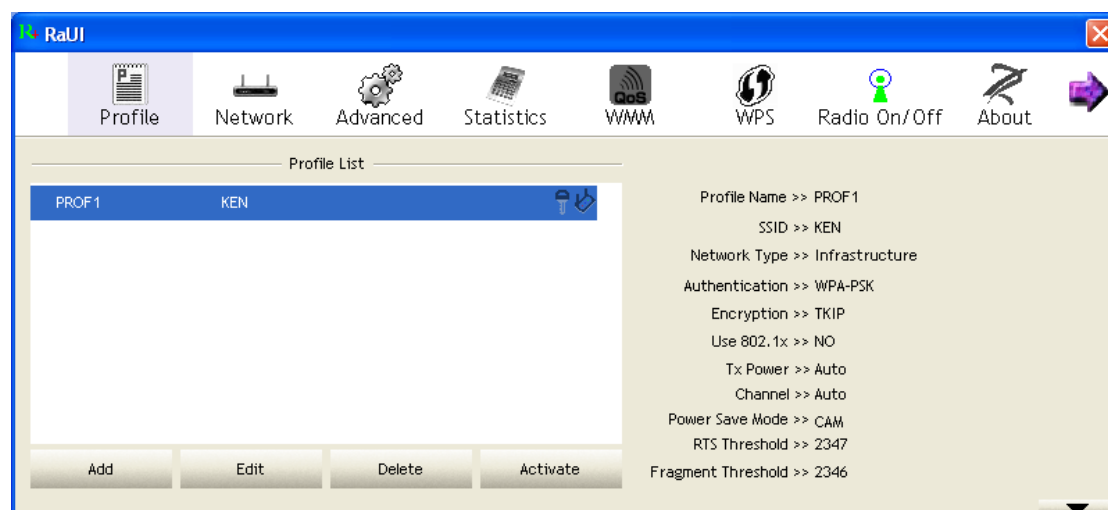 RaUI
Profile Network Advanced Statistics QoS WMM WPS Radio On/Off About
Profile List
PROF1 KEN
Add Edit Delete Activate
Profile Name >> PROF1
SSID >> KEN
Network Type >> Infrastructure
Authentication >> WPA-PSK
Encryption >> TKIP
Use 802.1x >> NO
Tx Power >> Auto
Channel >> Auto
Power Save Mode >> CAM
RTS Threshold >> 2347
Fragment Threshold >> 2346